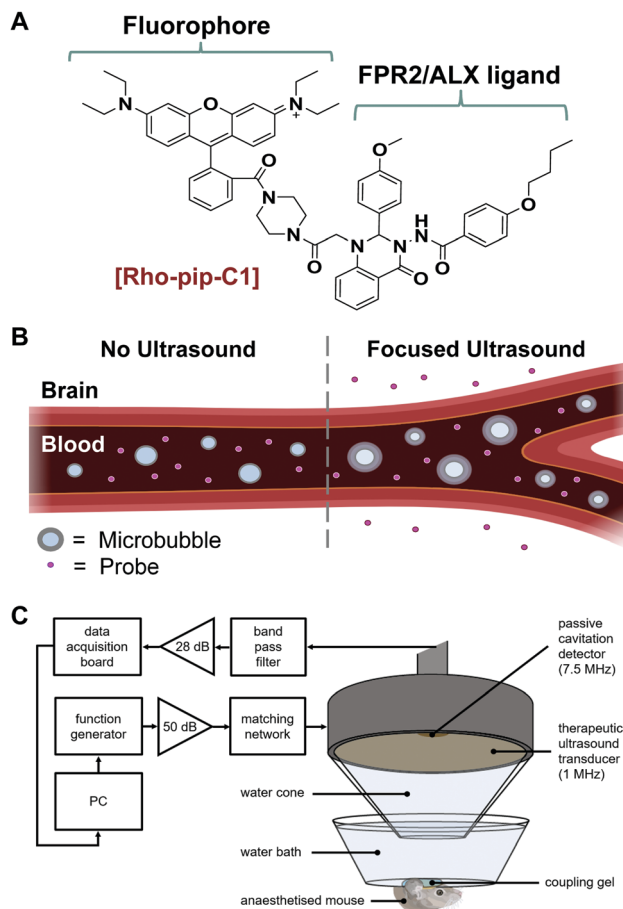 A
Fluorophore
FPR2/ALX ligand
N
O
N
+
O
N
N
O
O
N
N
O
H
N
O
O
[Rho-pip-C1]
B
No Ultrasound
Focused Ultrasound
Brain
Blood
= Microbubble
= Probe
C
data
acquisition
board
28 dB
band
pass
filter
passive
cavitation
detector
(7.5 MHz)
function
generator
50 dB
matching
network
therapeutic
ultrasound
transducer
(1 MHz)
PC
water cone
water bath
coupling gel
anaesthetised mouse